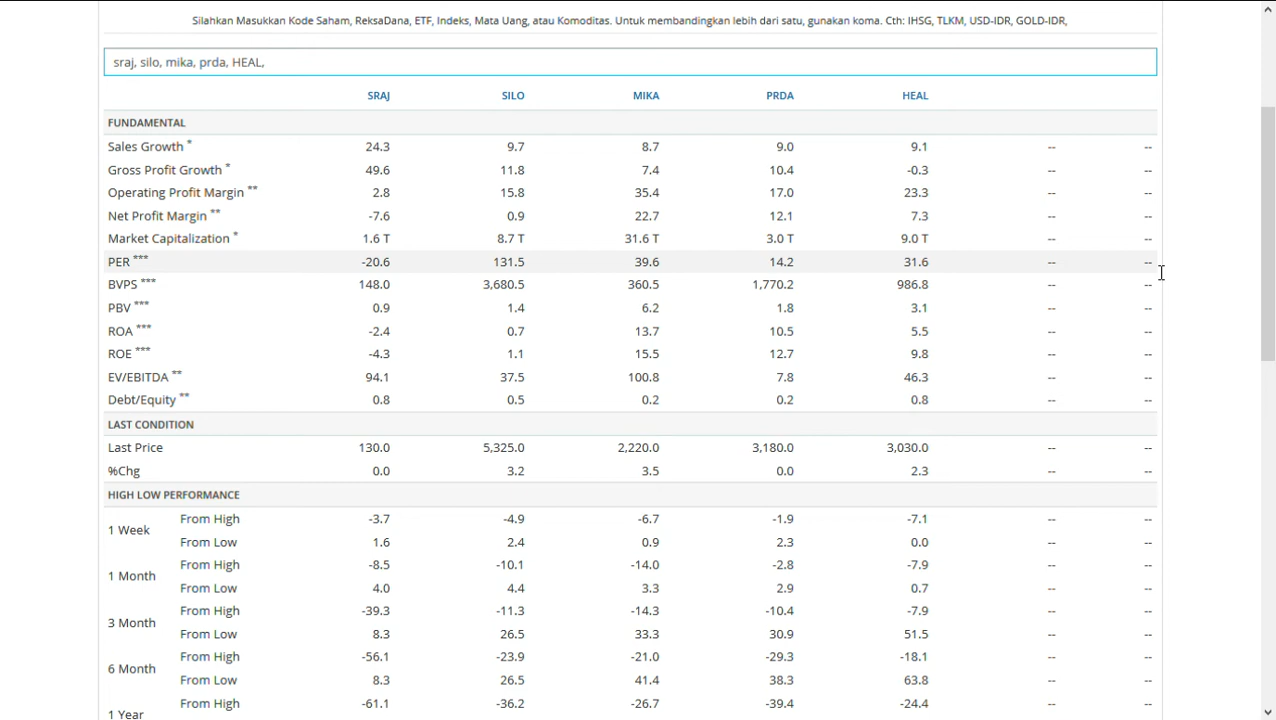 Silahkan Masukkan Kode Saham, ReksaDana, ETF, Indeks, Mata Uang, atau Komoditas. Untuk membandingkan lebih dari satu, gunakan koma. Cth: IHSG, TLKM, USD-IDR, GOLD-IDR,
sraj, silo, mika, prda, HEAL,
SRAJ SILO MIKA PRDA HEAL
FUNDAMENTAL
Sales Growth * 24.3 9.7 8.7 9.0 9.1 -- --
Gross Profit Growth * 49.6 11.8 7.4 10.4 -0.3 -- --
Operating Profit Margin ** 2.8 15.8 35.4 17.0 23.3 -- --
Net Profit Margin ** -7.6 0.9 22.7 12.1 7.3 -- --
Market Capitalization * 1.6 T 8.7 T 31.6 T 3.0 T 9.0 T -- --
PER *** -20.6 131.5 39.6 14.2 31.6 -- --
BVPS *** 148.0 3,680.5 360.5 1,770.2 986.8 -- --
PBV *** 0.9 1.4 6.2 1.8 3.1 -- --
ROA *** -2.4 0.7 13.7 10.5 5.5 -- --
ROE *** -4.3 1.1 15.5 12.7 9.8 -- --
EV/EBITDA ** 94.1 37.5 100.8 7.8 46.3 -- --
Debt/Equity ** 0.8 0.5 0.2 0.2 0.8 -- --
LAST CONDITION
Last Price 130.0 5,325.0 2,220.0 3,180.0 3,030.0 -- --
%Chg 0.0 3.2 3.5 0.0 2.3 -- --
HIGH LOW PERFORMANCE
1 Week
From High -3.7 -4.9 -6.7 -1.9 -7.1 -- --
From Low 1.6 2.4 0.9 2.3 0.0 -- --
1 Month
From High -8.5 -10.1 -14.0 -2.8 -7.9 -- --
From Low 4.0 4.4 3.3 2.9 0.7 -- --
3 Month
From High -39.3 -11.3 -14.3 -10.4 -7.9 -- --
From Low 8.3 26.5 33.3 30.9 51.5 -- --
6 Month
From High -56.1 -23.9 -21.0 -29.3 -18.1 -- --
From Low 8.3 26.5 41.4 38.3 63.8 -- --
1 Year
From High -61.1 -36.2 -26.7 -39.4 -24.4 -- --